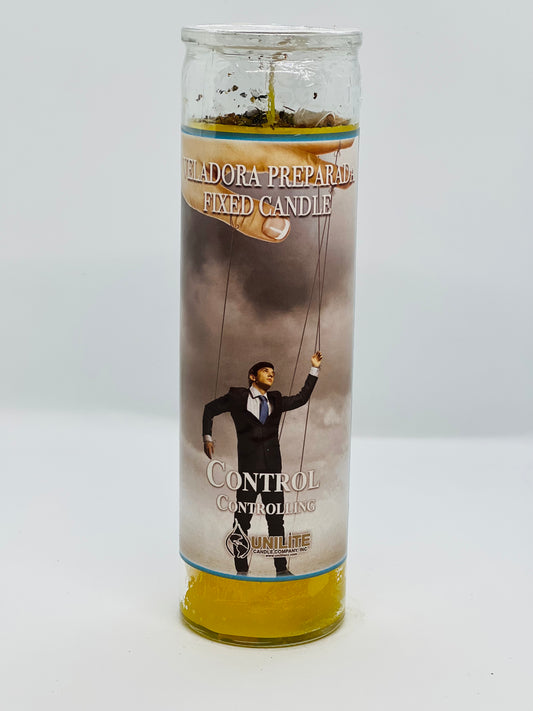 VELADORA PREPARADA
FIXED CANDLE
CONTROL
CONTROLLING
UNILITE
CANDLE COMPANY, INC.